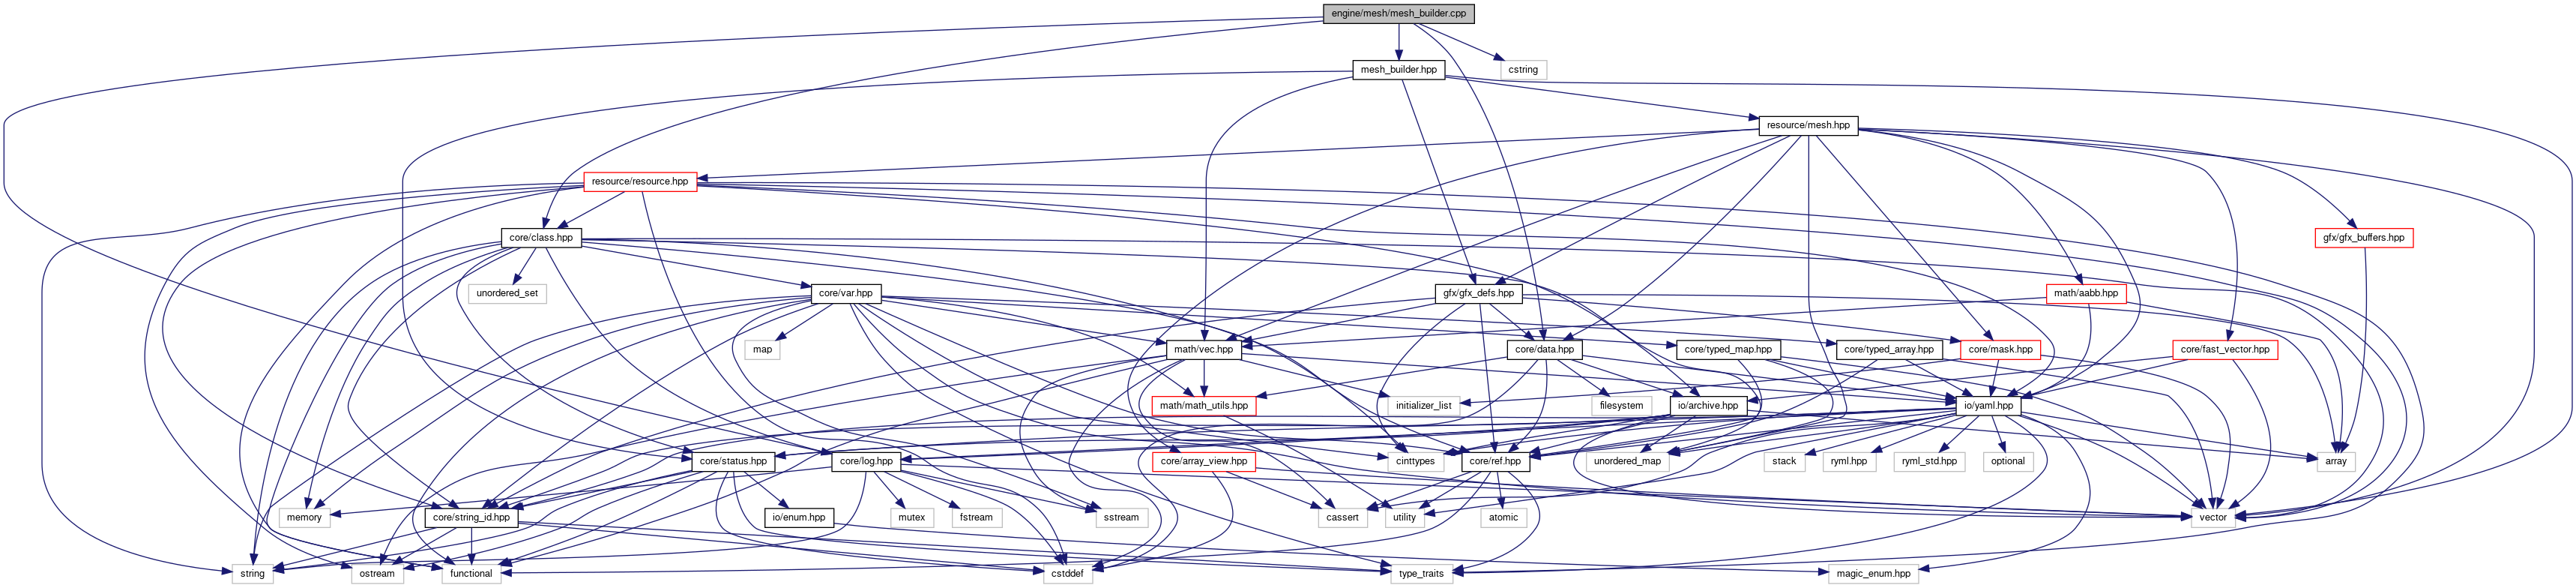 engine/mesh/mesh_builder.cpp
mesh_builder.hpp
cstring
resource/mesh.hpp
resource/resource.hpp
core/class.hpp
gfx/gfx_buffers.hpp
unordered_set
core/var.hpp
gfx/gfx_defs.hpp
math/aabb.hpp
map
math/vec.hpp
core/data.hpp
core/typed_map.hpp
core/typed_array.hpp
core/mask.hpp
core/fast_vector.hpp
math/math_utils.hpp
initializer_list
filesystem
io/archive.hpp
io/yaml.hpp
core/status.hpp
core/log.hpp
cinttypes
core/array_view.hpp
core/ref.hpp
unordered_map
stack
ryml.hpp
ryml_std.hpp
optional
array
memory
core/string_id.hpp
io/enum.hpp
mutex
fstream
sstream
cassert
utility
atomic
vector
string
ostream
functional
cstddef
type_traits
magic_enum.hpp